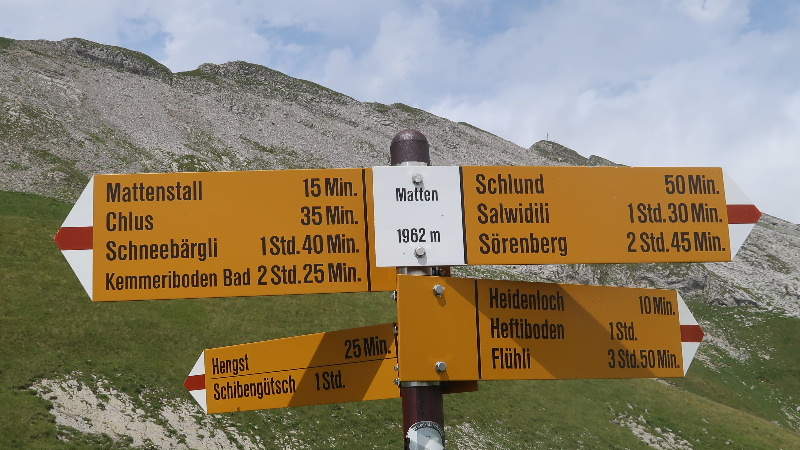 Mattenstall 15 Min.
Chlus 35 Min.
Schneebärgli 1 Std. 40 Min.
Kemmeriboden Bad 2 Std. 25 Min.
Matten
1962 m
Schlund 50 Min.
Salwidili 1 Std. 30 Min.
Sörenberg 2 Std. 45 Min.
Hengst 25 Min.
Schibengütsch 1 Std.
Heidenloch 10 Min.
Heftiboden 1 Std.
Flühli 3 Std. 50 Min.